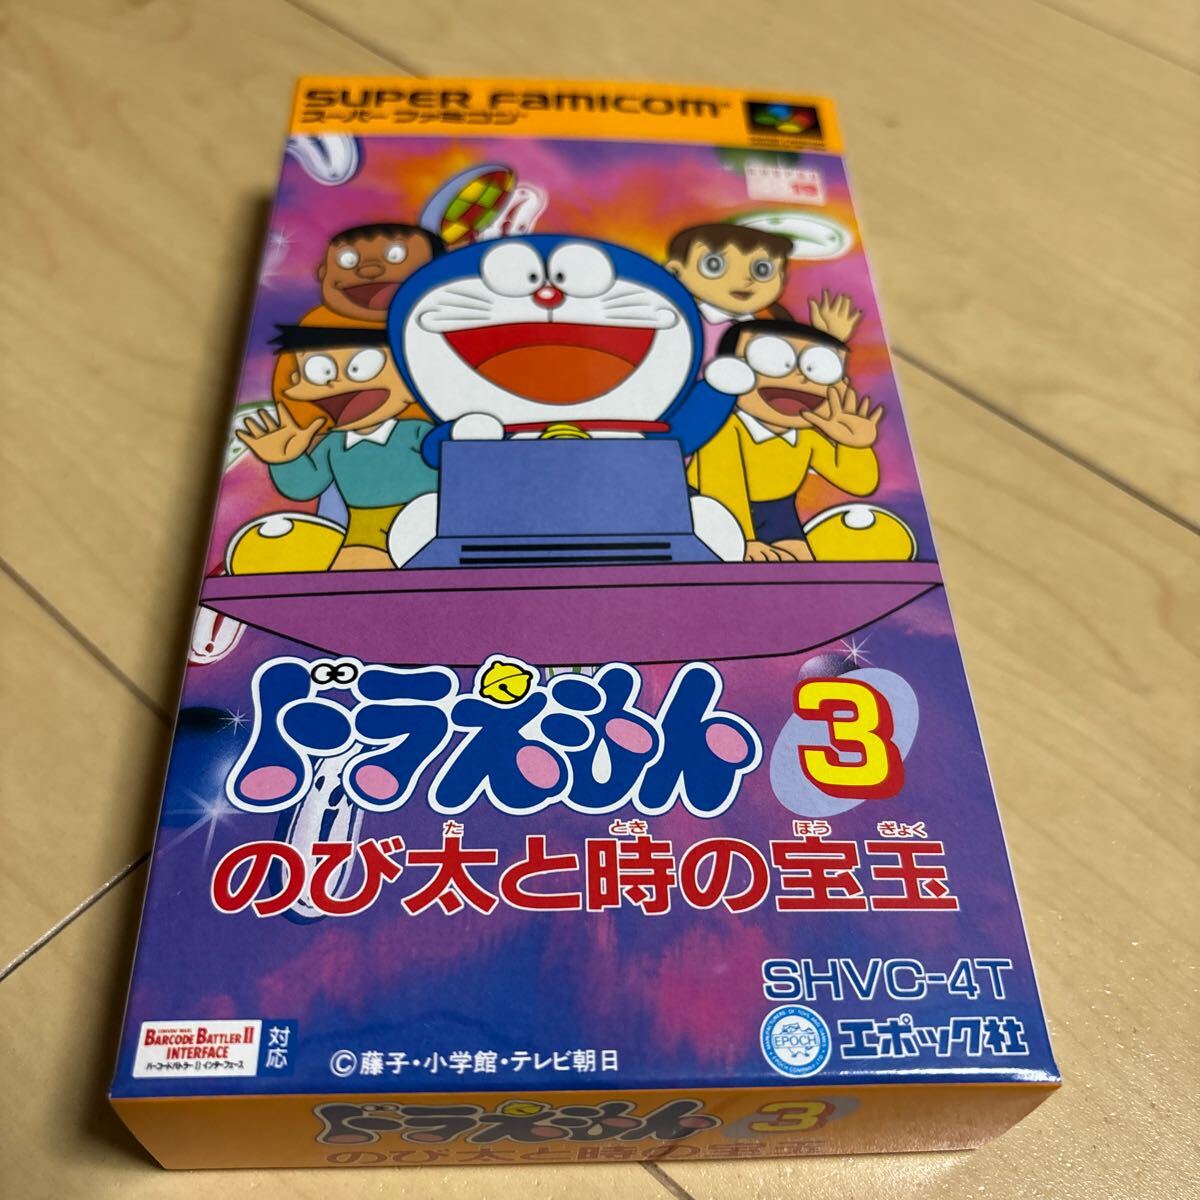 SUPER FAMICOM
スーパーファミコン
ドラえもん3
のび太と時の宝玉
た とき ほう ぎょく
SHVC-4T
EPOCH
エポック社
BARCODE BATTLER II
INTERFACE
バーコードバトラーIIインターフェース
対応
©藤子・小学館・テレビ朝日
ドラえもん3
のび太と時の宝玉